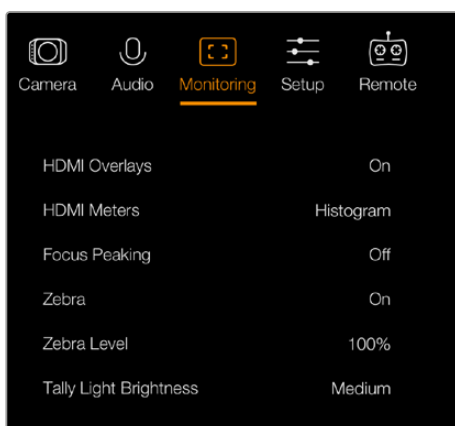 Camera Audio Monitoring Setup Remote
HDMI Overlays On
HDMI Meters Histogram
Focus Peaking Off
Zebra On
Zebra Level 100%
Tally Light Brightness Medium